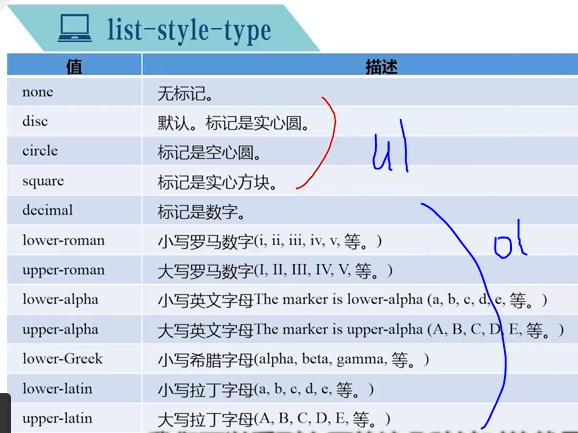 list-style-type
值 描述
none 无标记。
disc 默认。标记是实心圆。
circle 标记是空心圆。
square 标记是实心方块。
ul
decimal 标记是数字。
lower-roman 小写罗马数字(i, ii, iii, iv, v, 等。)
ol
upper-roman 大写罗马数字(I, II, III, IV, V, 等。)
lower-alpha 小写英文字母The marker is lower-alpha (a, b, c, d, e, 等。)
upper-alpha 大写英文字母The marker is upper-alpha (A, B, C, D, E, 等。)
lower-Greek 小写希腊字母(alpha, beta, gamma, 等。)
lower-latin 小写拉丁字母(a, b, c, d, e, 等。)
upper-latin 大写拉丁字母(A, B, C, D, E, 等。)